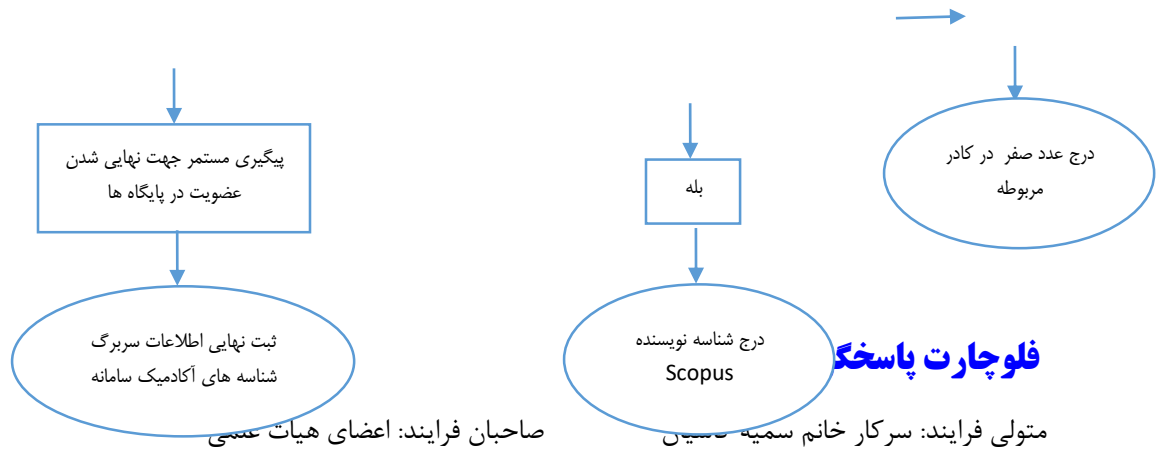 درج عدد صفر در کادر
مربوطه
پیگیری مستمر جهت نهایی شدن
عضویت در پایگاه ها
بله
درج شناسه نویسنده
Scopus
ثبت نهایی اطلاعات سربرگ
شناسه های آکادمیک سامانه
فلوچارت
متولی فرایند: سرکار خانم سمیه
صاحبان فرایند: اعضای هیات علمی